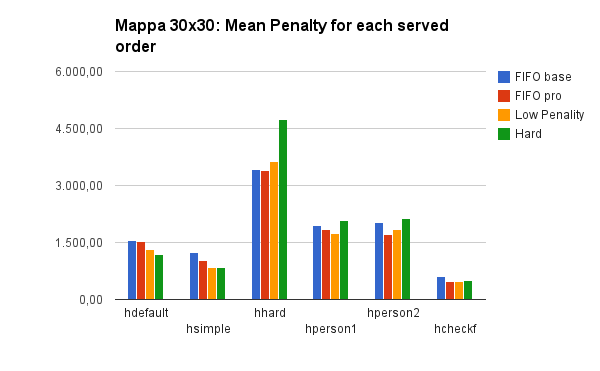 Mappa 30x30: Mean Penalty for each served
order
6.000,00
4.500,00
3.000,00
1.500,00
0,00
hdefault
hsimple
hhard
hperson1
hperson2
hcheckf
FIFO base
FIFO pro
Low Penality
Hard